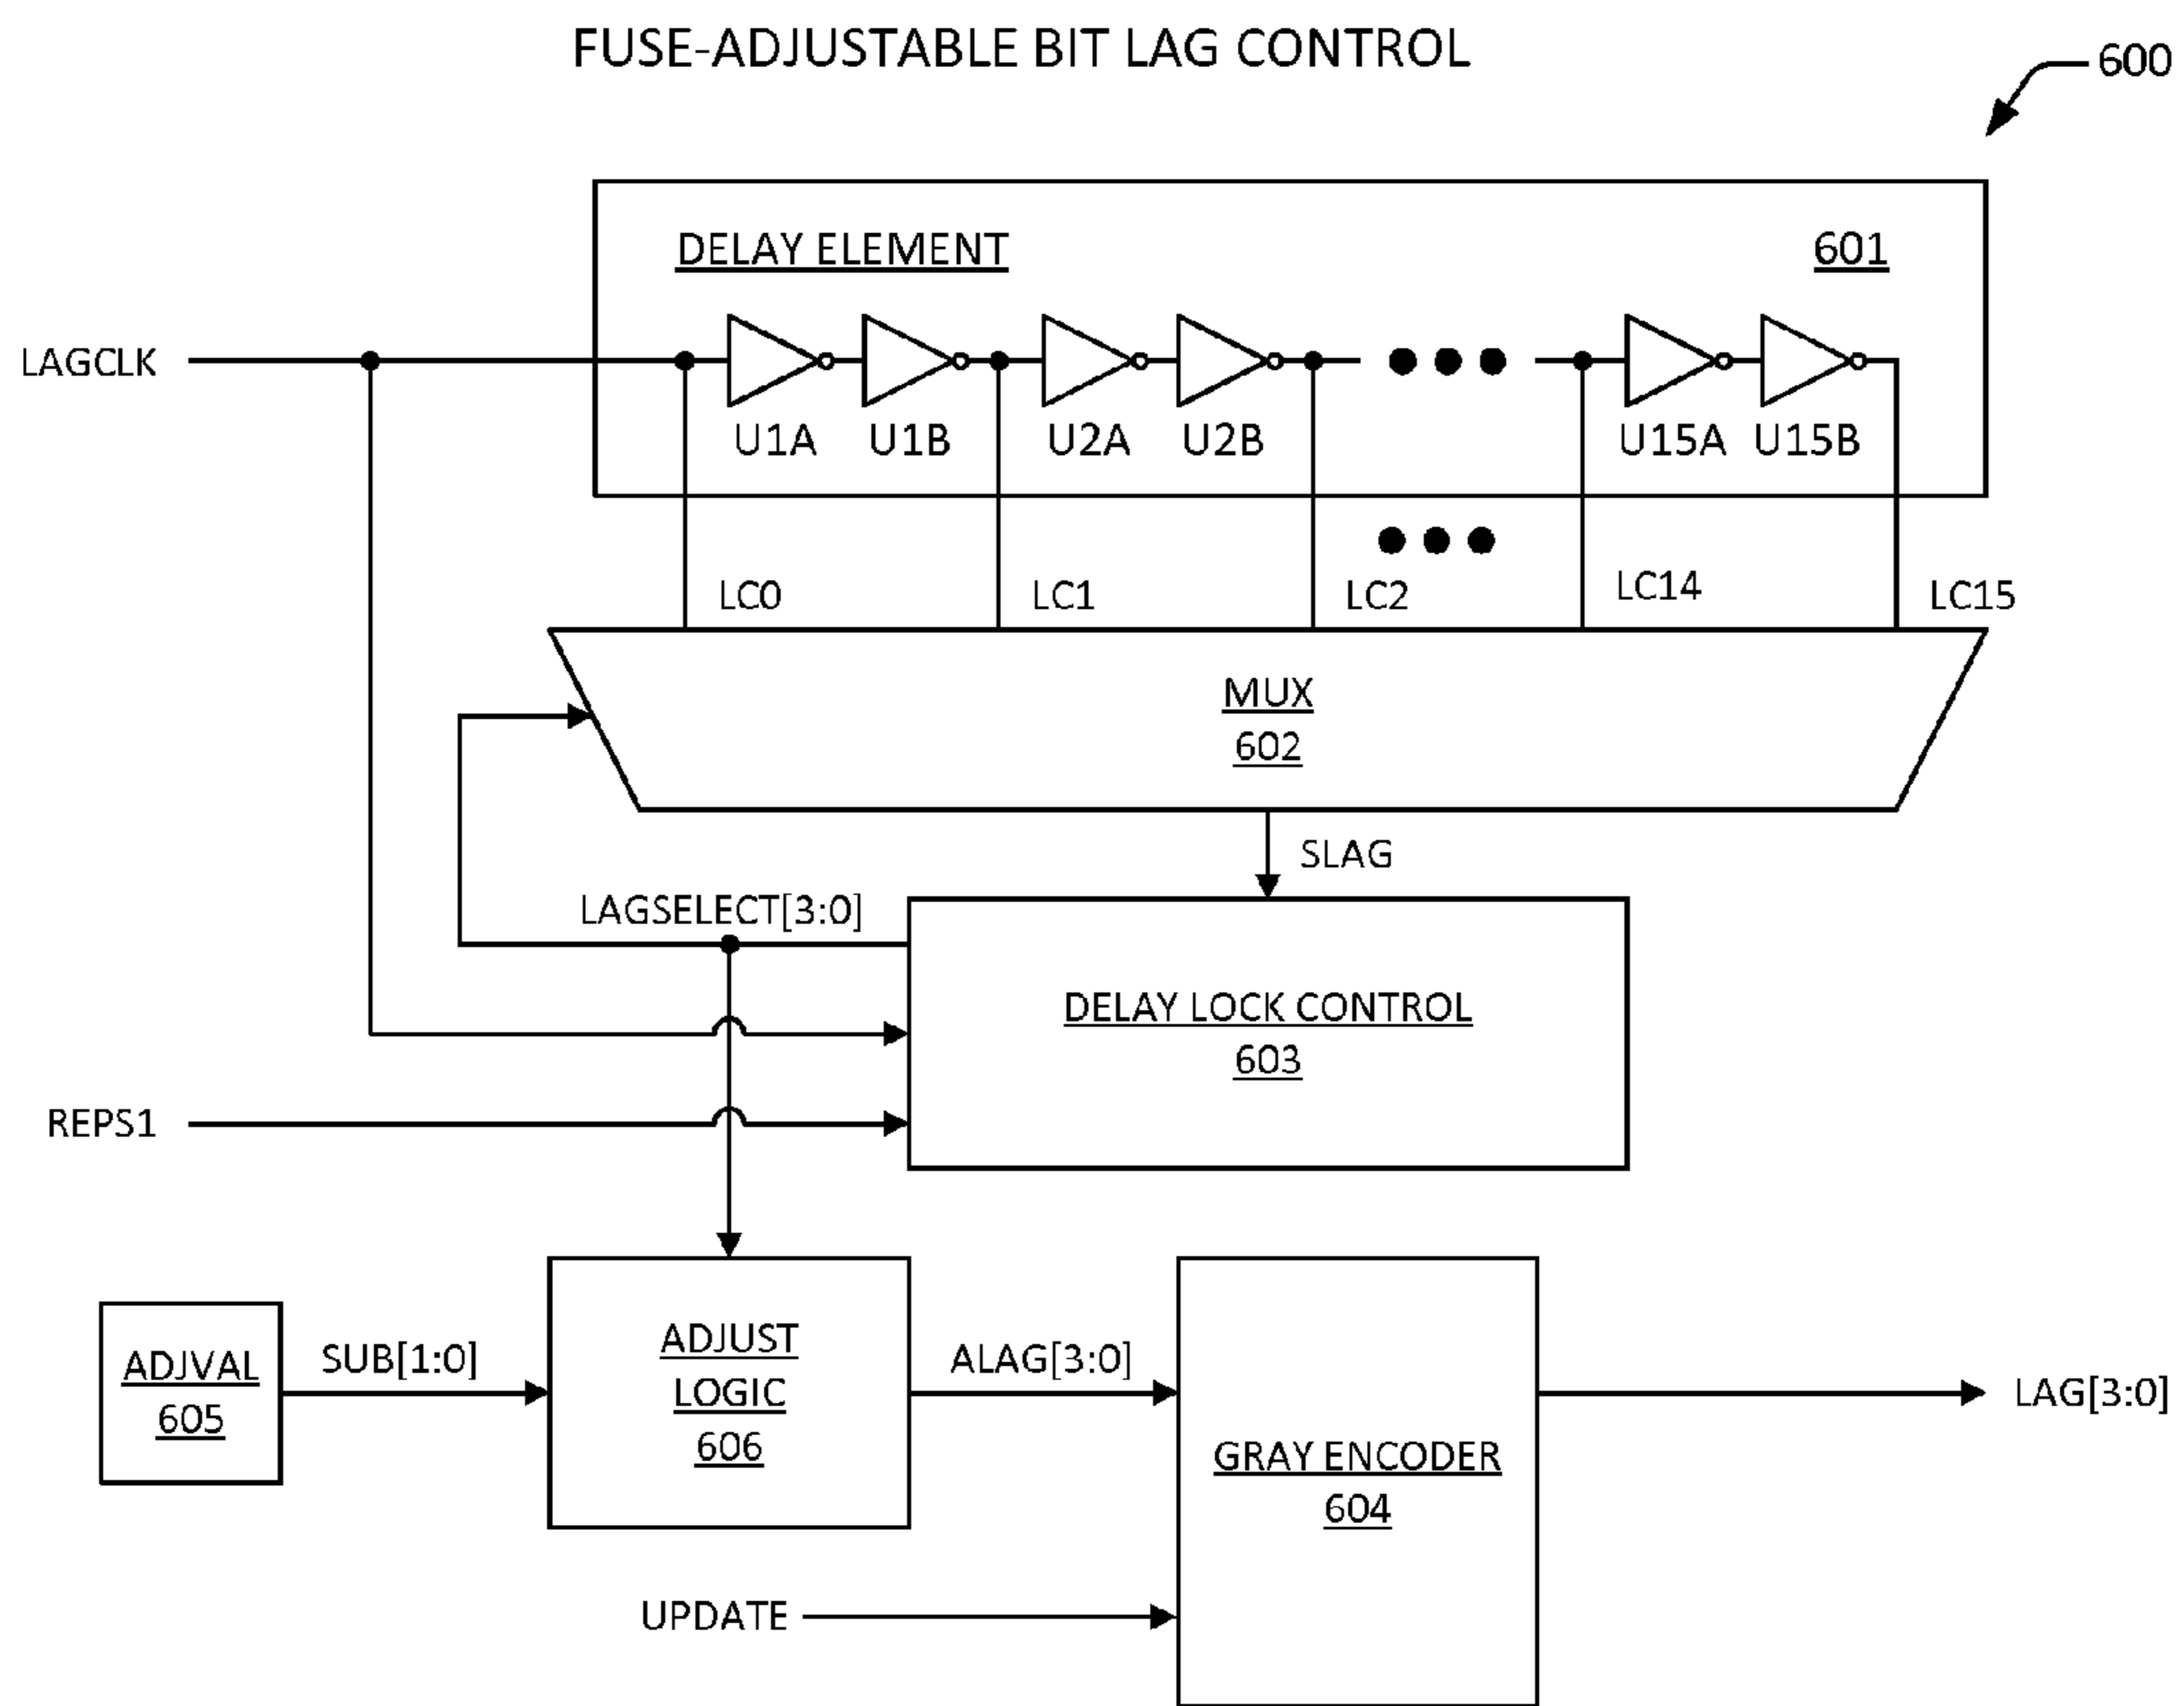 FUSE-ADJUSTABLE BIT LAG CONTROL
600
DELAY ELEMENT
601
LAGCLK
U1A
U1B
U2A
U2B
U15A
U15B
LC0
LC1
LC2
LC14
LC15
MUX
602
SLAG
LAGSELECT[3:0]
DELAY LOCK CONTROL
603
REPS1
ADJVAL
605
SUB[1:0]
ADJUST
LOGIC
606
ALAG[3:0]
GRAY ENCODER
604
LAG[3:0]
UPDATE